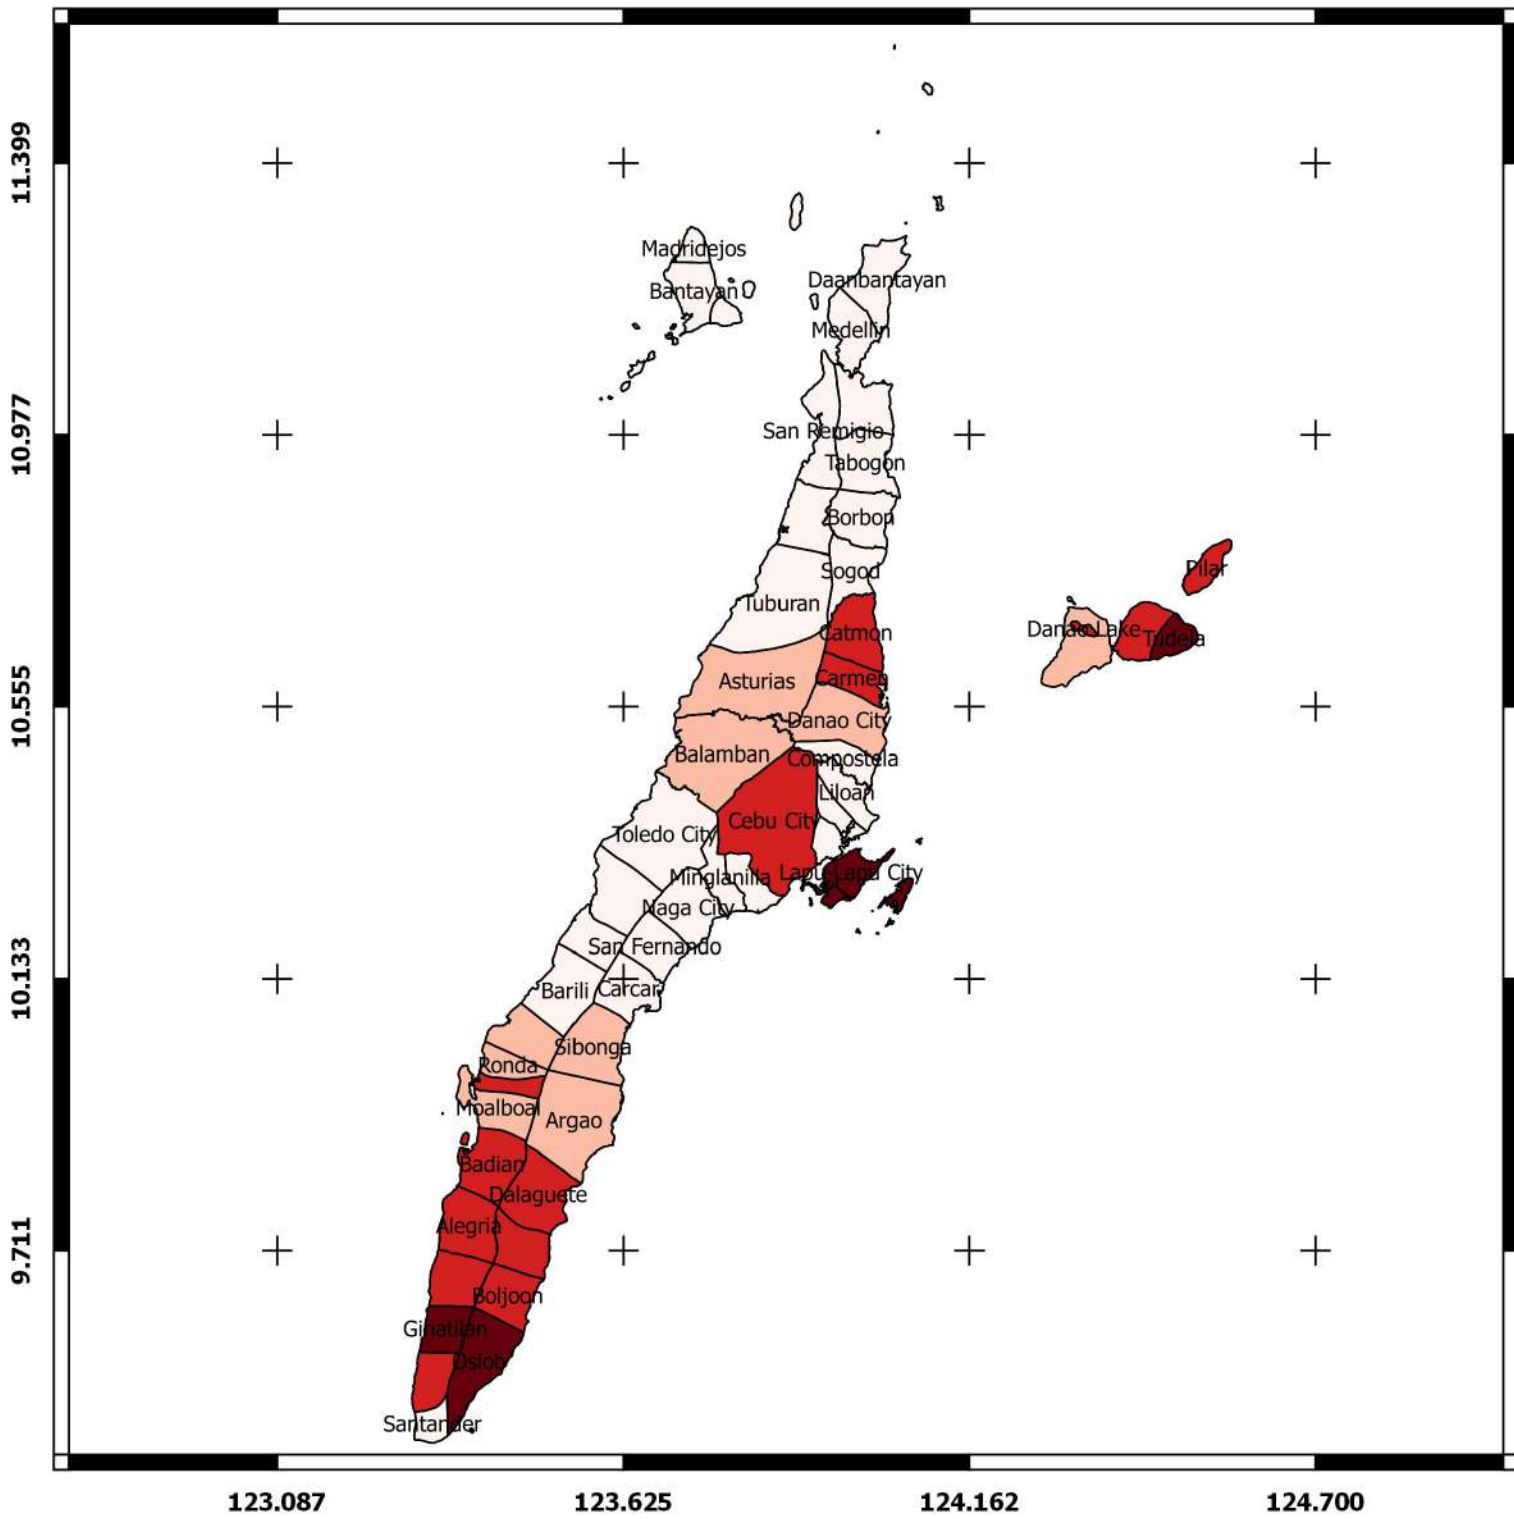 11.399
Madridejos
Daanbantayan
Bantayan
Medellin
10.977
San Remigio
Tabogon
Borbon
Pilar
Sogod
Tuburan
Danao Lake
Catmon
Tudela
Carmen
Asturias
10.555
Danao City
Balamban
Compostela
Liloan
Cebu City
Toledo City
Lapu-Lapu City
Minglanilla
Naga City
San Fernando
10.133
Barili
Carcar
Sibonga
Ronda
Moalboal
Argao
Badian
Dalaguete
Alegria
9.711
Boljoon
Ginatilan
Oslob
Santander
123.087
123.625
124.162
124.700